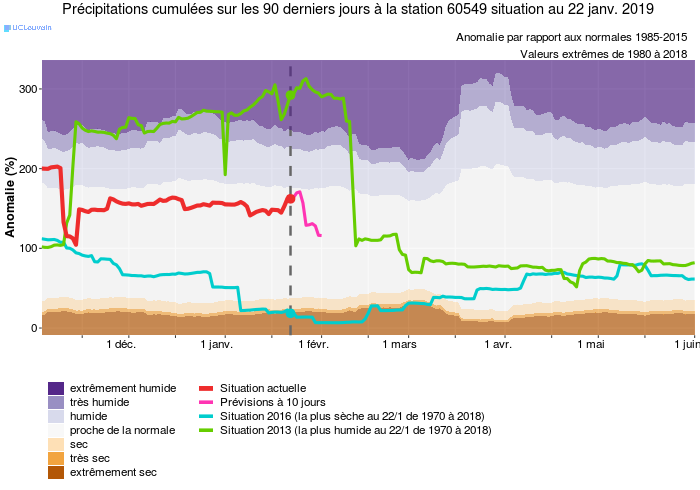 Précipitations cumulées sur les 90 derniers jours à la station 60549 situation au 22 janv. 2019
UCLouvain
Anomalie par rapport aux normales 1985-2015
Valeurs extrêmes de 1980 à 2018
Anomalie (%)
300
200
100
0
1 déc. 1 janv. 1 févr. 1 mars 1 avr. 1 mai 1 juin
extrêmement humide
très humide
humide
proche de la normale
sec
très sec
extrêmement sec
Situation actuelle
Prévisions à 10 jours
Situation 2016 (la plus sèche au 22/1 de 1970 à 2018)
Situation 2013 (la plus humide au 22/1 de 1970 à 2018)